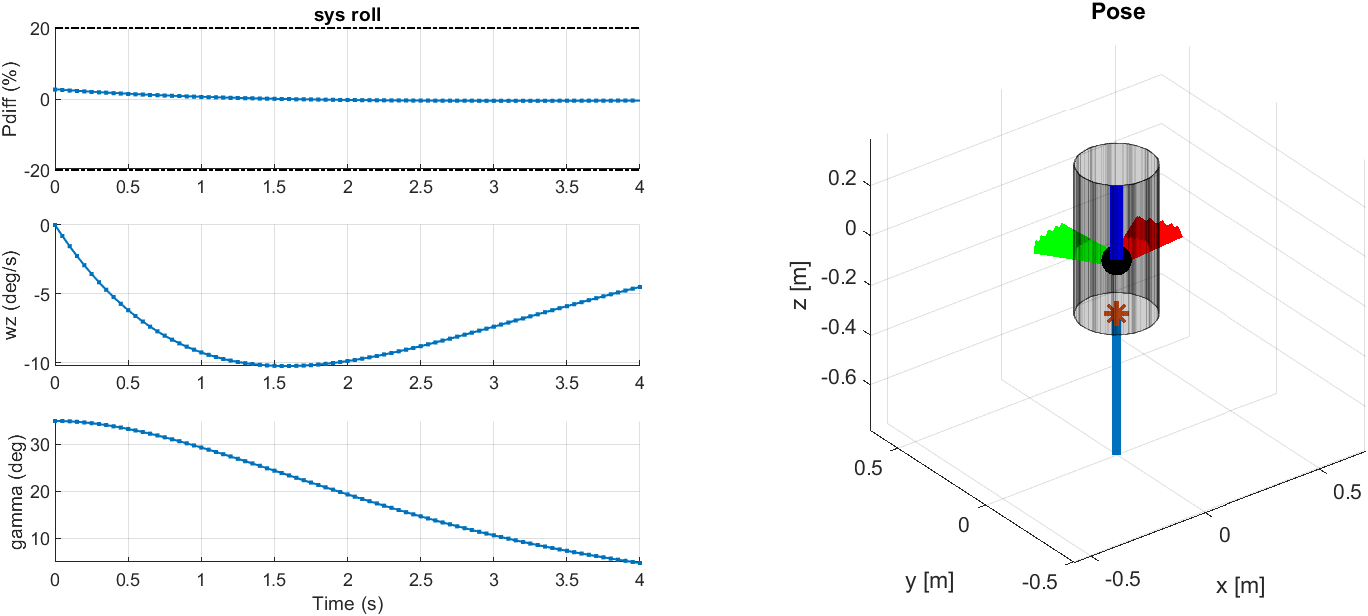 sys roll
Pdiff (%)
20
0
-20
0 0.5 1 1.5 2 2.5 3 3.5 4
wz (deg/s)
0
-5
-10
0 0.5 1 1.5 2 2.5 3 3.5 4
gamma (deg)
30
20
10
0 0.5 1 1.5 2 2.5 3 3.5 4
Time (s)
Pose
z [m]
0.2
0
-0.2
-0.4
-0.6
0.5
0
-0.5
y [m]
-0.5
0
0.5
x [m]